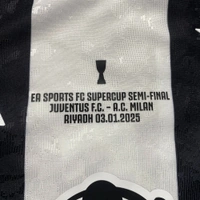 EA SPORTS FC SUPERCUP SEMI-FINAL
JUVENTUS F.C. - A.C. MILAN
RIYADH 03.01.2025